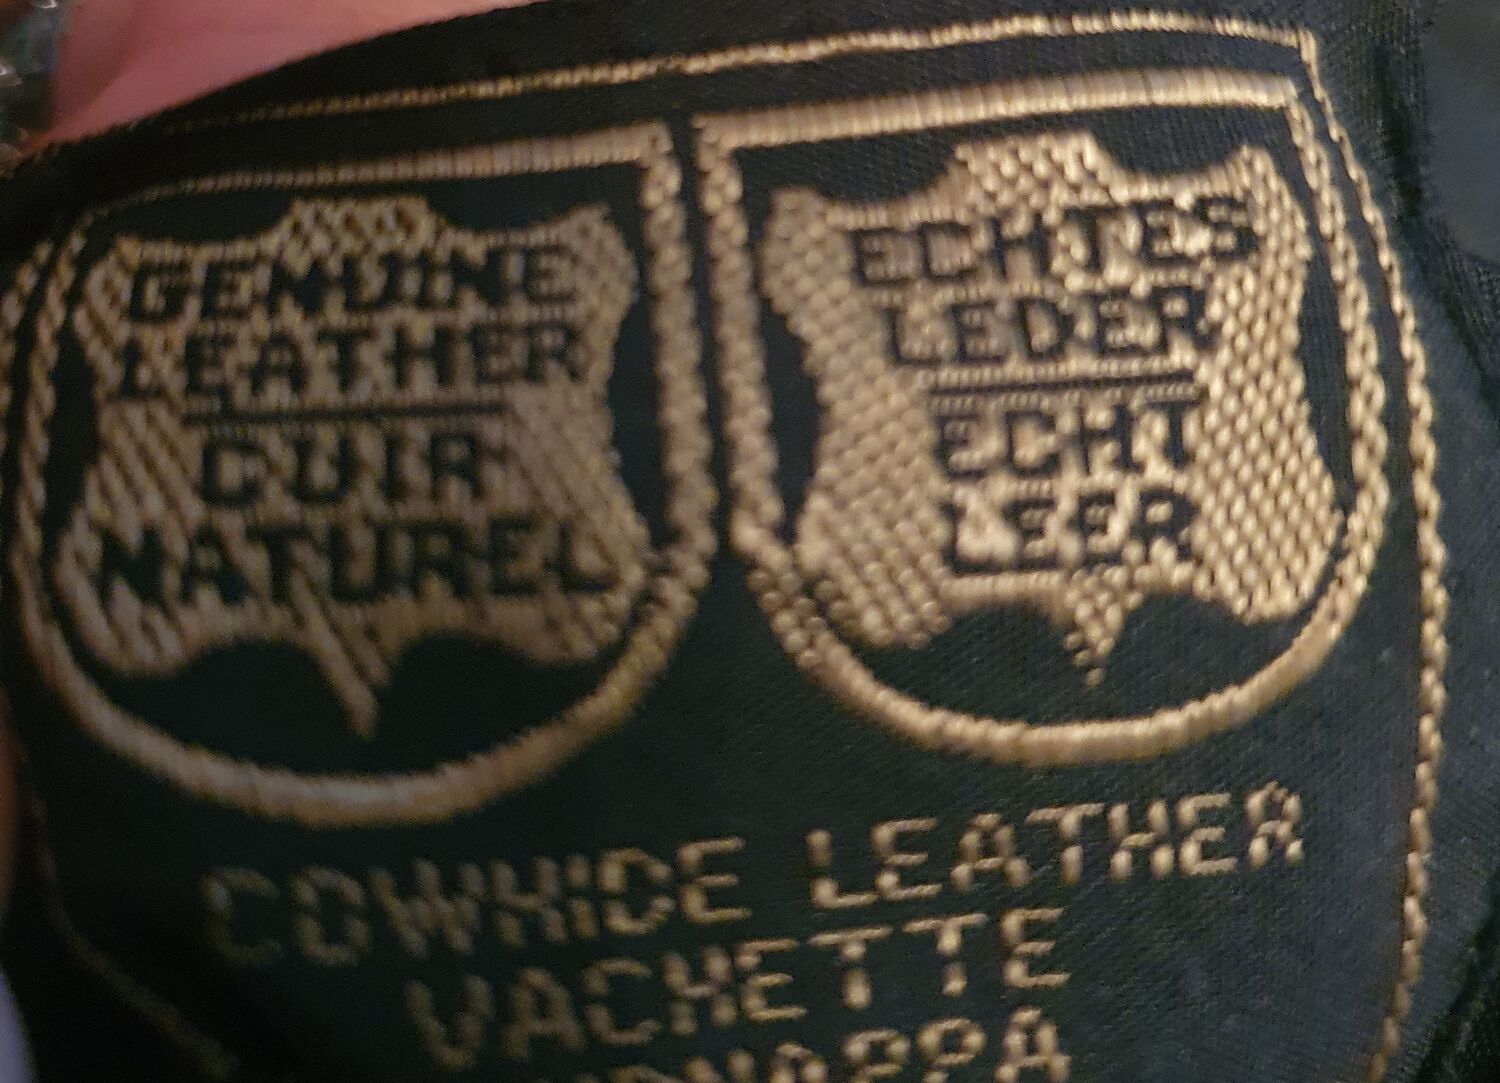 GENUINE
LEATHER
CUIR
NATUREL
ECHTES
LEDER
ECHT
LEER
COWHIDE LEATHER
VACHETTE